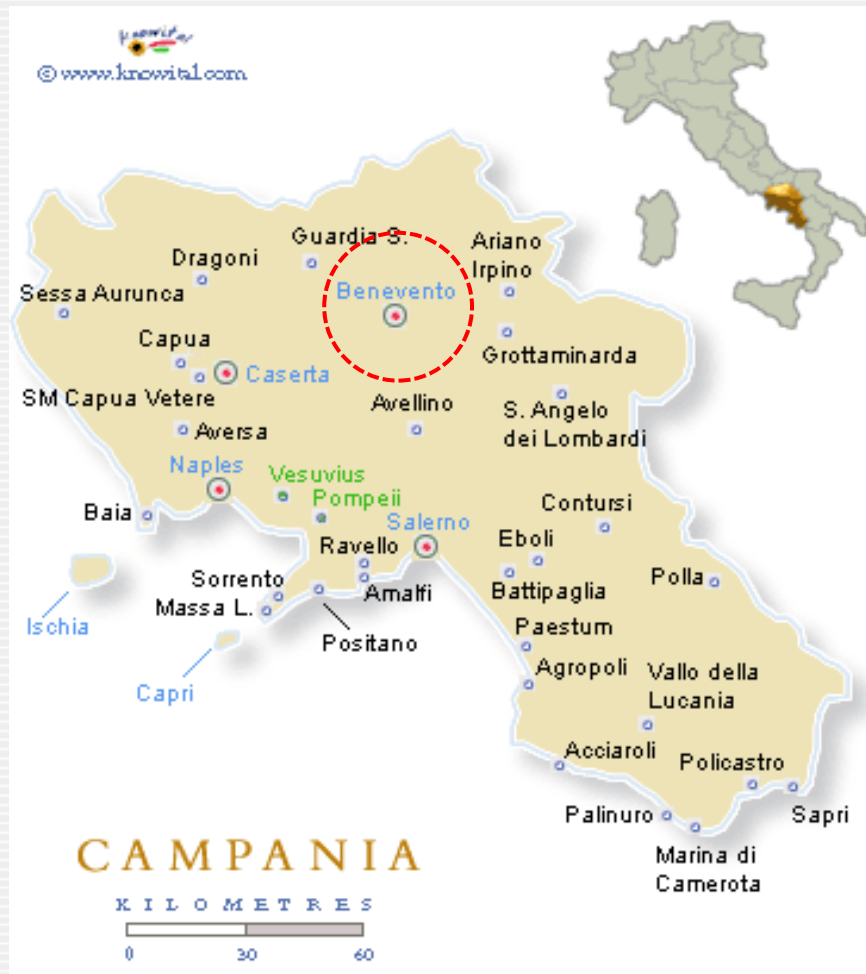 knowital
© www.knowital.com
Guardia S.
Ariano
Irpino
Dragoni
Benevento
Sessa Aurunca
Capua
Grottaminarda
Caserta
SM Capua Vetere
Avellino
S. Angelo
dei Lombardi
Aversa
Naples
Vesuvius
Pompeii
Contursi
Baia
Salerno
Eboli
Ravello
Polla
Sorrento
Battipaglia
Amalfi
Massa L.
Ischia
Paestum
Positano
Agropoli
Vallo della
Lucania
Capri
Acciaroli
Policastro
Palinuro
Sapri
Marina di
Camerota
CAMPANIA
KILOMETRES
0 30 60